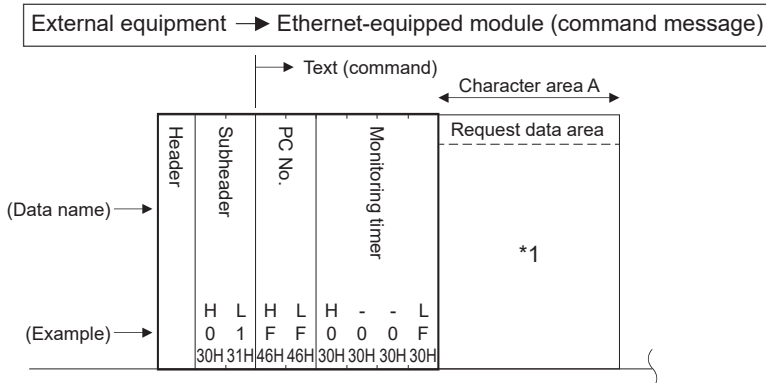 External equipment → Ethernet-equipped module (command message)
Text (command)
Character area A
Header
Subheader
PC No.
Monitoring timer
Request data area
(Data name)
*1
H L H L H - - L
(Example) 0 1 F F 0 0 0 F
30H 31H 46H 46H 30H 30H 30H 30H